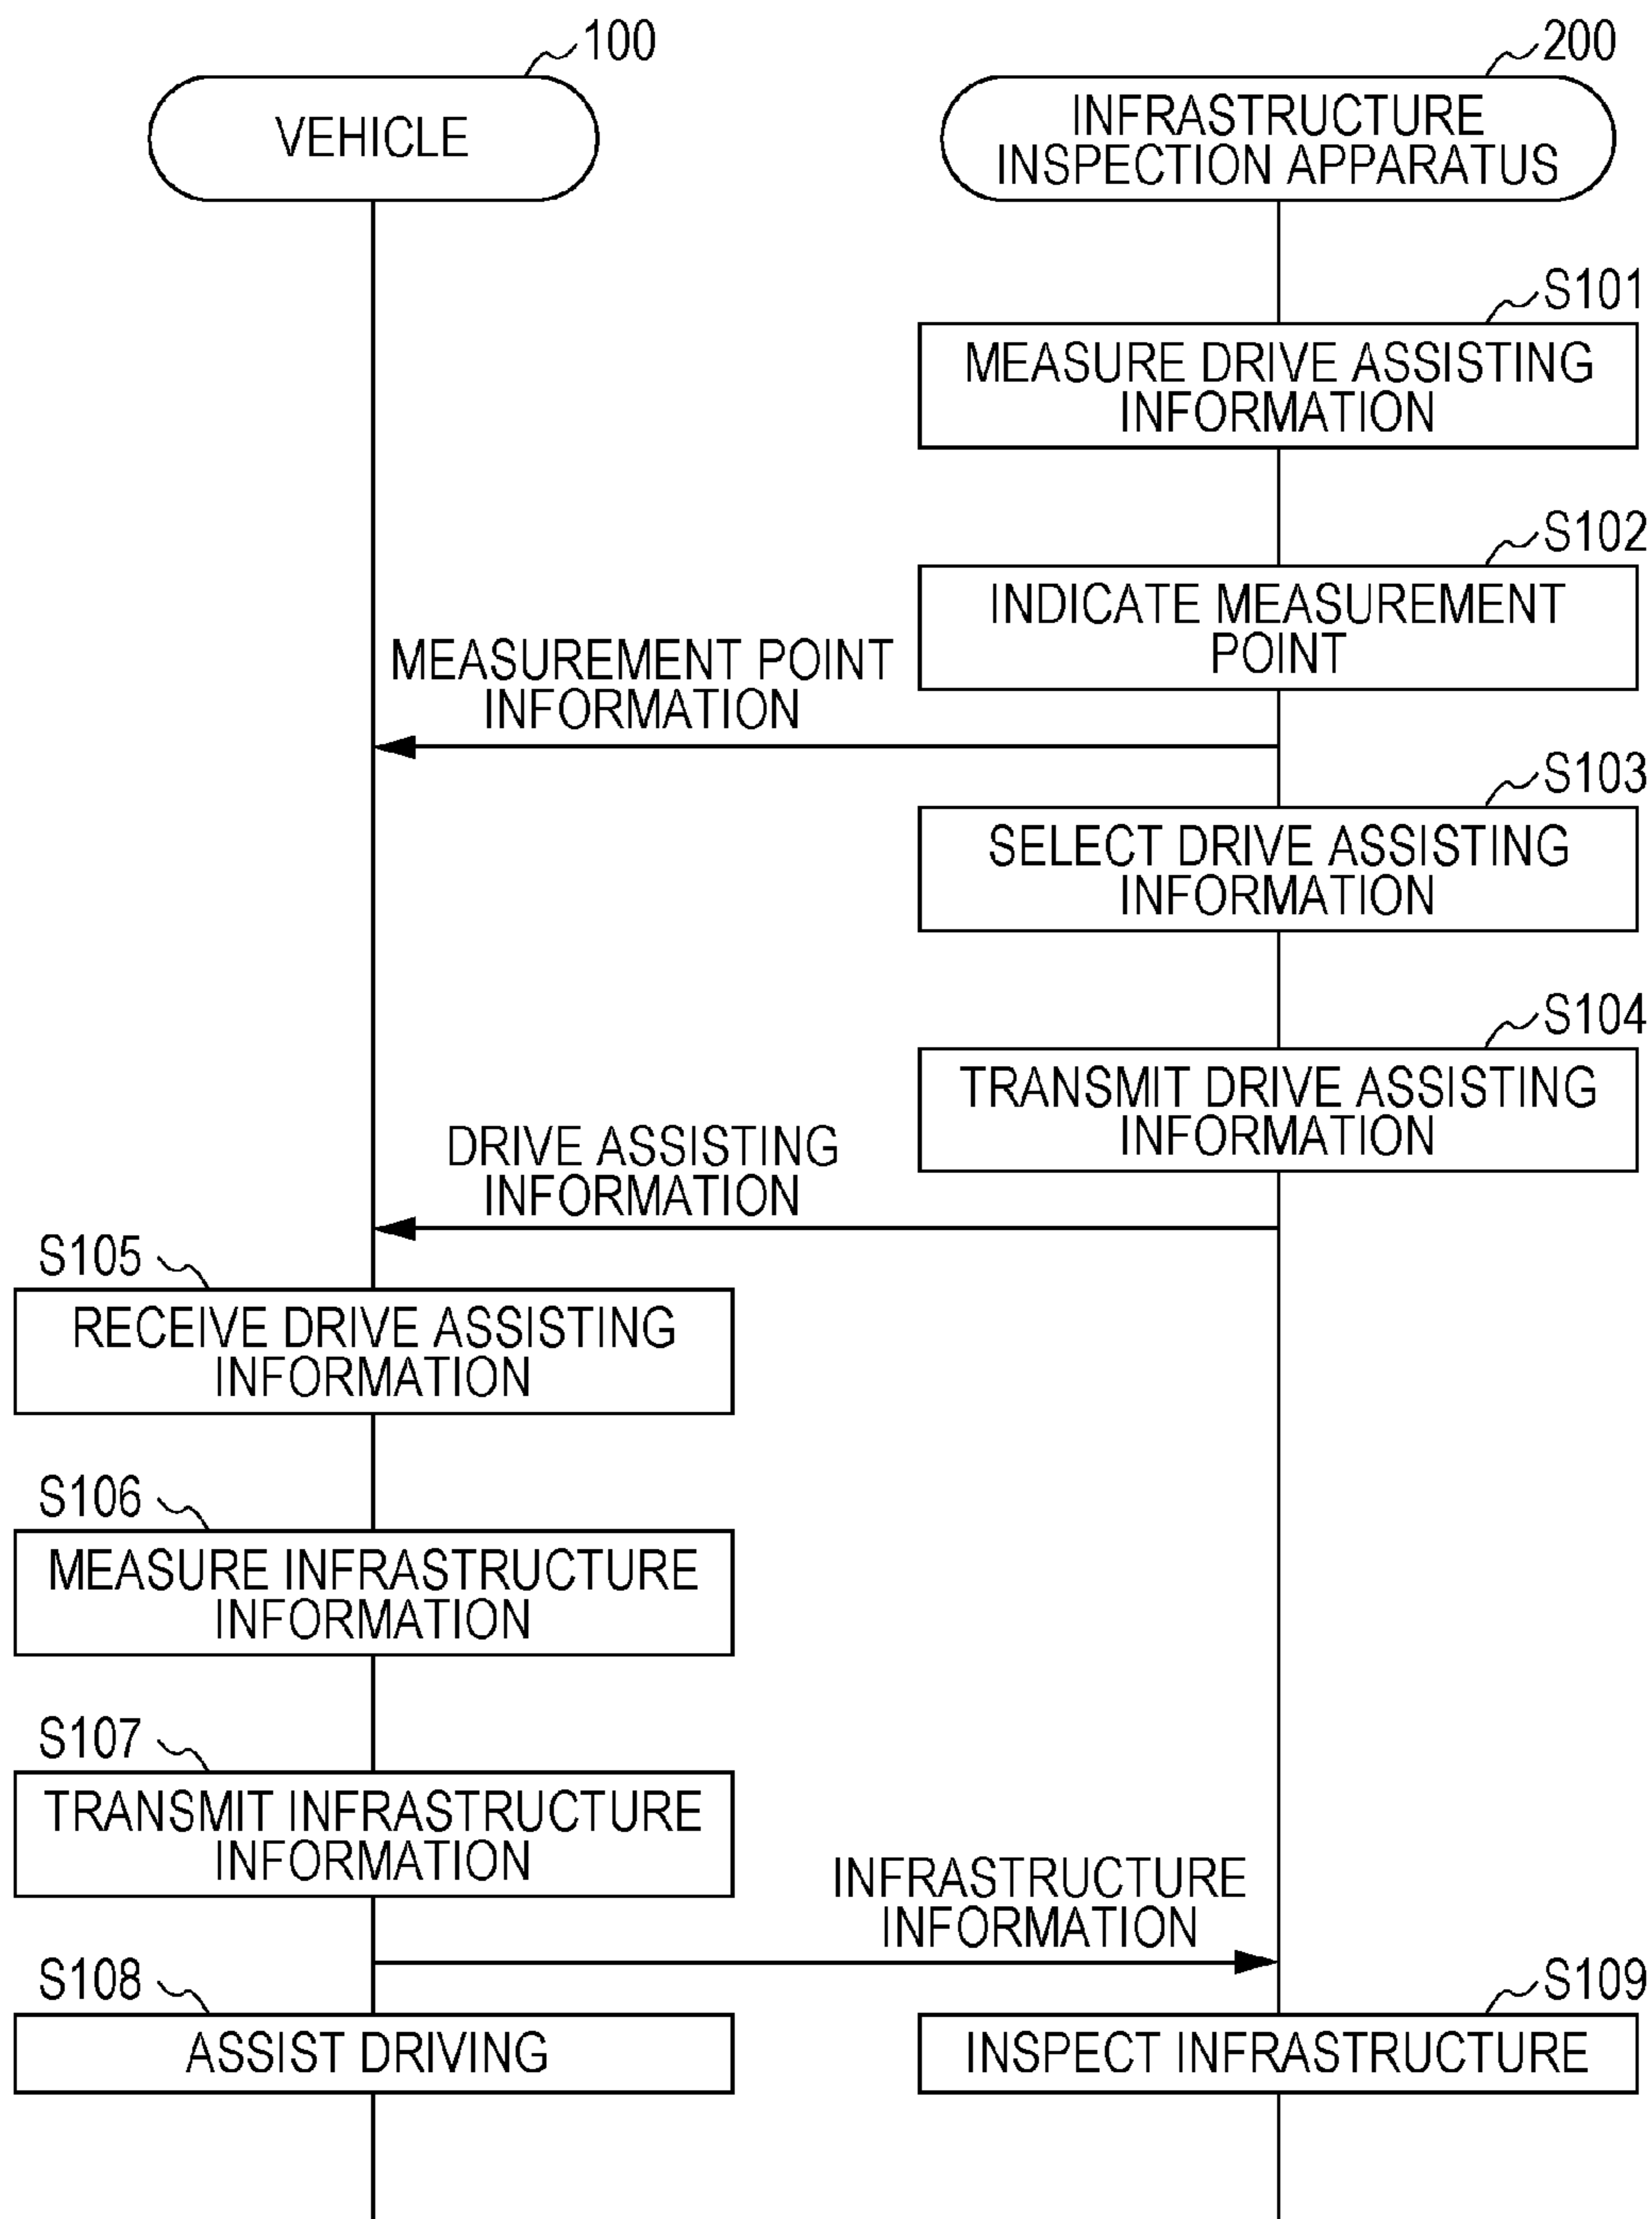 100
VEHICLE
200
INFRASTRUCTURE
INSPECTION APPARATUS
S101
MEASURE DRIVE ASSISTING
INFORMATION
S102
INDICATE MEASUREMENT
POINT
MEASUREMENT POINT
INFORMATION
S103
SELECT DRIVE ASSISTING
INFORMATION
S104
TRANSMIT DRIVE ASSISTING
INFORMATION
DRIVE ASSISTING
INFORMATION
S105
RECEIVE DRIVE ASSISTING
INFORMATION
S106
MEASURE INFRASTRUCTURE
INFORMATION
S107
TRANSMIT INFRASTRUCTURE
INFORMATION
INFRASTRUCTURE
INFORMATION
S108
ASSIST DRIVING
S109
INSPECT INFRASTRUCTURE